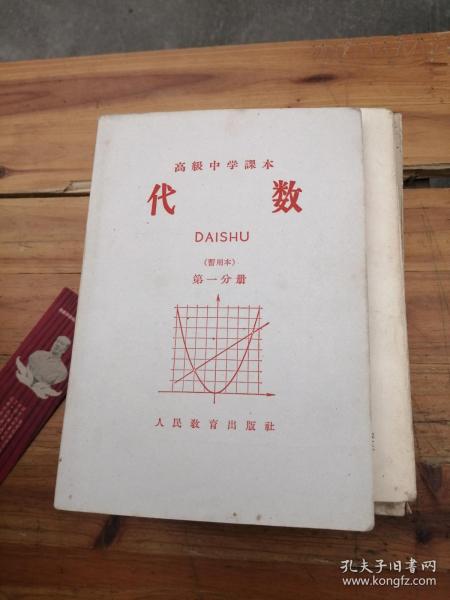 高級中学課本
代数
DAISHU
(暫用本)
第一分册
人民教育出版社
孔夫子旧书网
www.kongfz.com